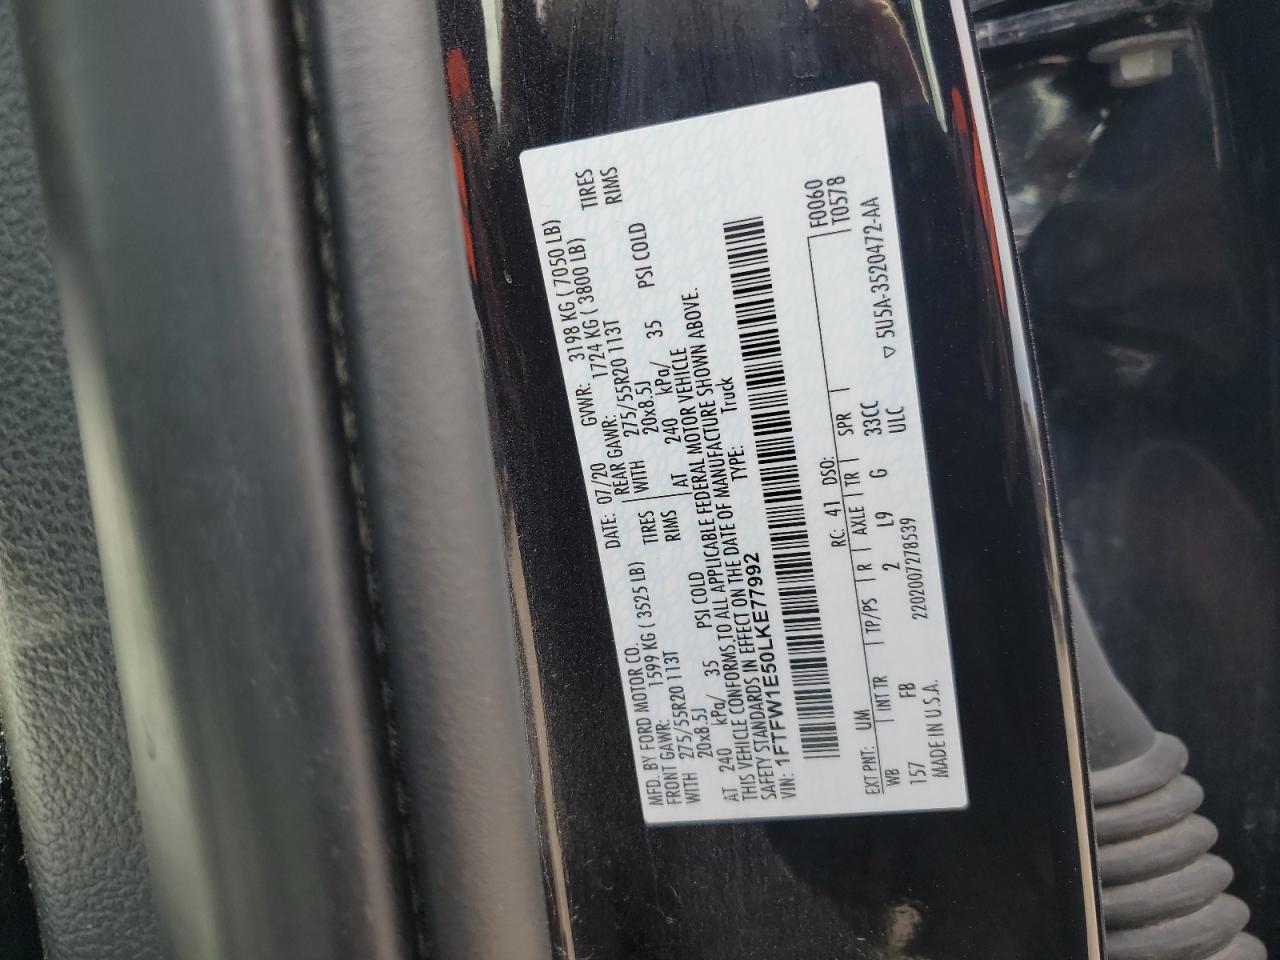 MFD. BY FORD MOTOR CO. DATE: 07/20 GVWR: 3198 KG ( 7050 LB)
FRONT GAWR: 1599 KG ( 3525 LB) REAR GAWR: 1724 KG ( 3800 LB)
WITH 275/55R20 113T TIRES WITH 275/55R20 113T TIRES
20x8.5J RIMS 20x8.5J RIMS
AT 240 kPa/ 35 PSI COLD AT 240 kPa/ 35 PSI COLD
THIS VEHICLE CONFORMS TO ALL APPLICABLE FEDERAL MOTOR VEHICLE
SAFETY STANDARDS IN EFFECT ON THE DATE OF MANUFACTURE SHOWN ABOVE.
VIN: 1FTFW1E50LKE77992 TYPE: Truck
F0060
T0578
EXT PNT: UM RC: 41 DSO:
WB INT TR TP/PS R AXLE TR SPR
157 FB 2 L9 G 33CC
ULC
MADE IN U.S.A. 2202007278539 ▽ 5U5A-3520472-AA